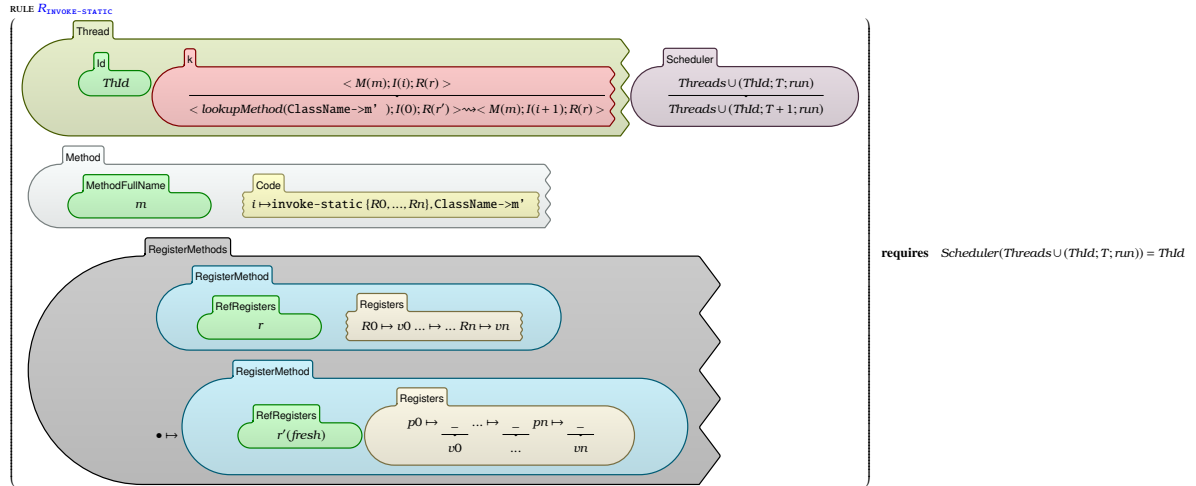 RULE R_INVOKE-STATIC
Thread
Id
ThId
k
< M(m); I(i); R(r) >
< lookupMethod(ClassName->m' ); I(0); R(r′) >⇝< M(m); I(i+1); R(r) >
Scheduler
Threads ∪ (ThId; T; run)
Threads ∪ (ThId; T+1; run)
Method
MethodFullName
m
Code
i ↦ invoke-static {R0, ..., Rn}, ClassName->m'
RegisterMethods
RegisterMethod
RefRegisters
r
Registers
R0 ↦ v0 ... ↦ ... Rn ↦ vn
requires Scheduler(Threads ∪ (ThId; T; run)) = ThId
RegisterMethod
• ↦
RefRegisters
r′(fresh)
Registers
p0 ↦ _ ... ↦ _ pn ↦ _
v0 ... vn